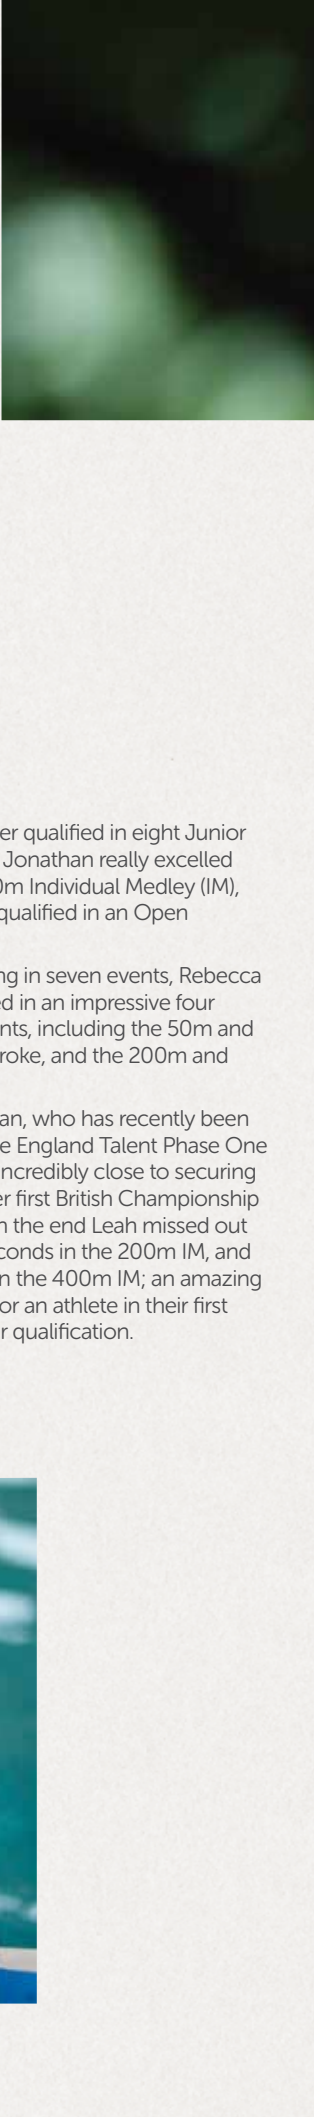 er qualified in eight Junior
Jonathan really excelled
0m Individual Medley (IM),
qualified in an Open
ng in seven events, Rebecca
ed in an impressive four
nts, including the 50m and
roke, and the 200m and
an, who has recently been
e England Talent Phase One
incredibly close to securing
er first British Championship
n the end Leah missed out
conds in the 200m IM, and
n the 400m IM; an amazing
or an athlete in their first
r qualification.